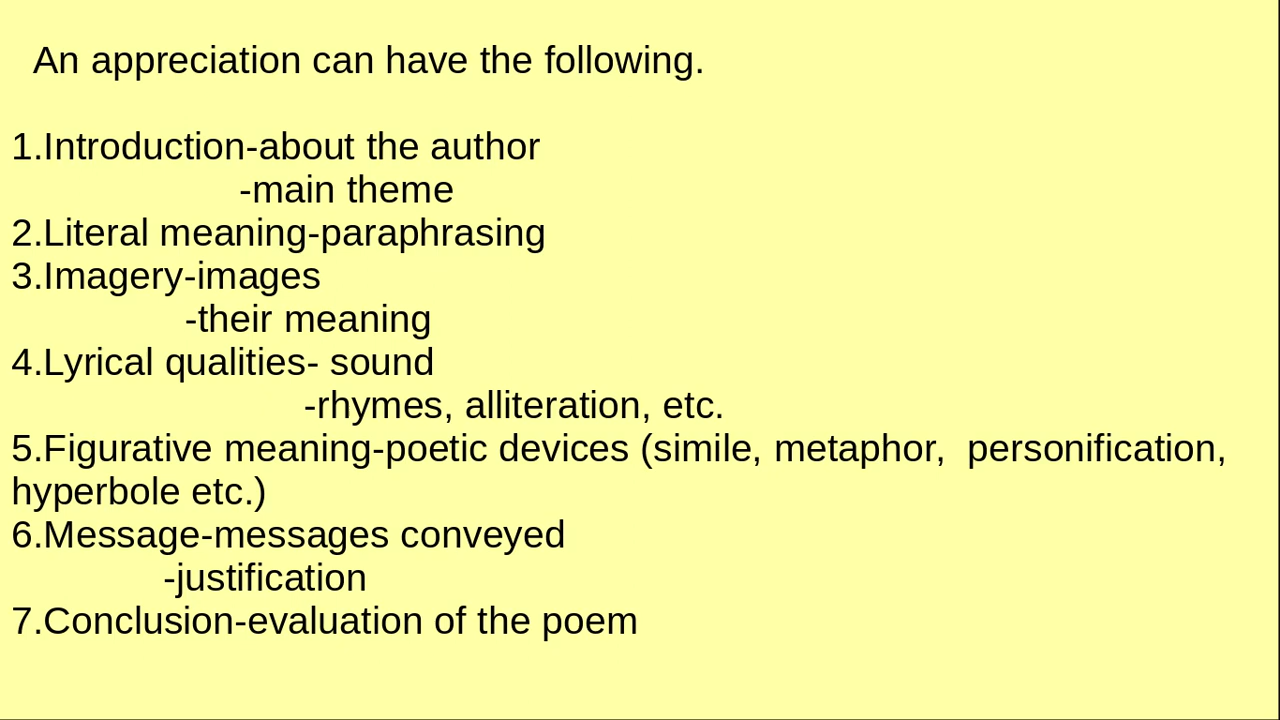 An appreciation can have the following.
1.Introduction-about the author
-main theme
2.Literal meaning-paraphrasing
3.Imagery-images
-their meaning
4.Lyrical qualities- sound
-rhymes, alliteration, etc.
5.Figurative meaning-poetic devices (simile, metaphor,  personification,
hyperbole etc.)
6.Message-messages conveyed
-justification
7.Conclusion-evaluation of the poem